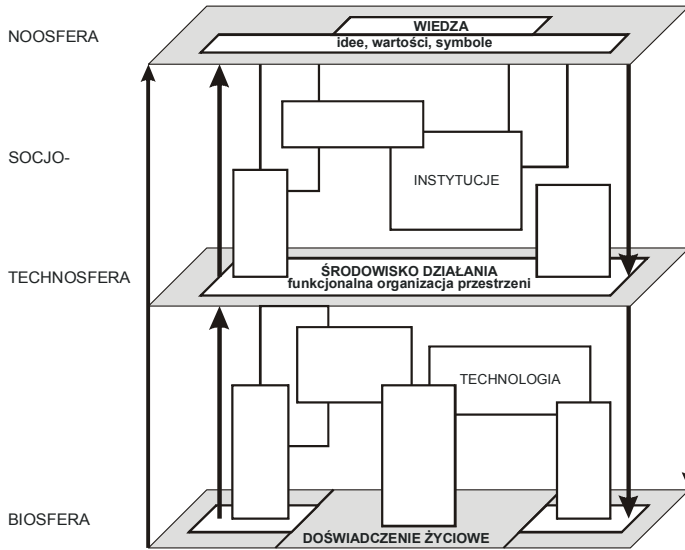 WIEDZA
NOOSFERA
idee, wartości, symbole
SOCJO-
INSTYTUCJE
TECHNOSFERA
ŚRODOWISKO DZIAŁANIA
funkcjonalna organizacja przestrzeni
TECHNOLOGIA
BIOSFERA
DOŚWIADCZENIE ŻYCIOWE